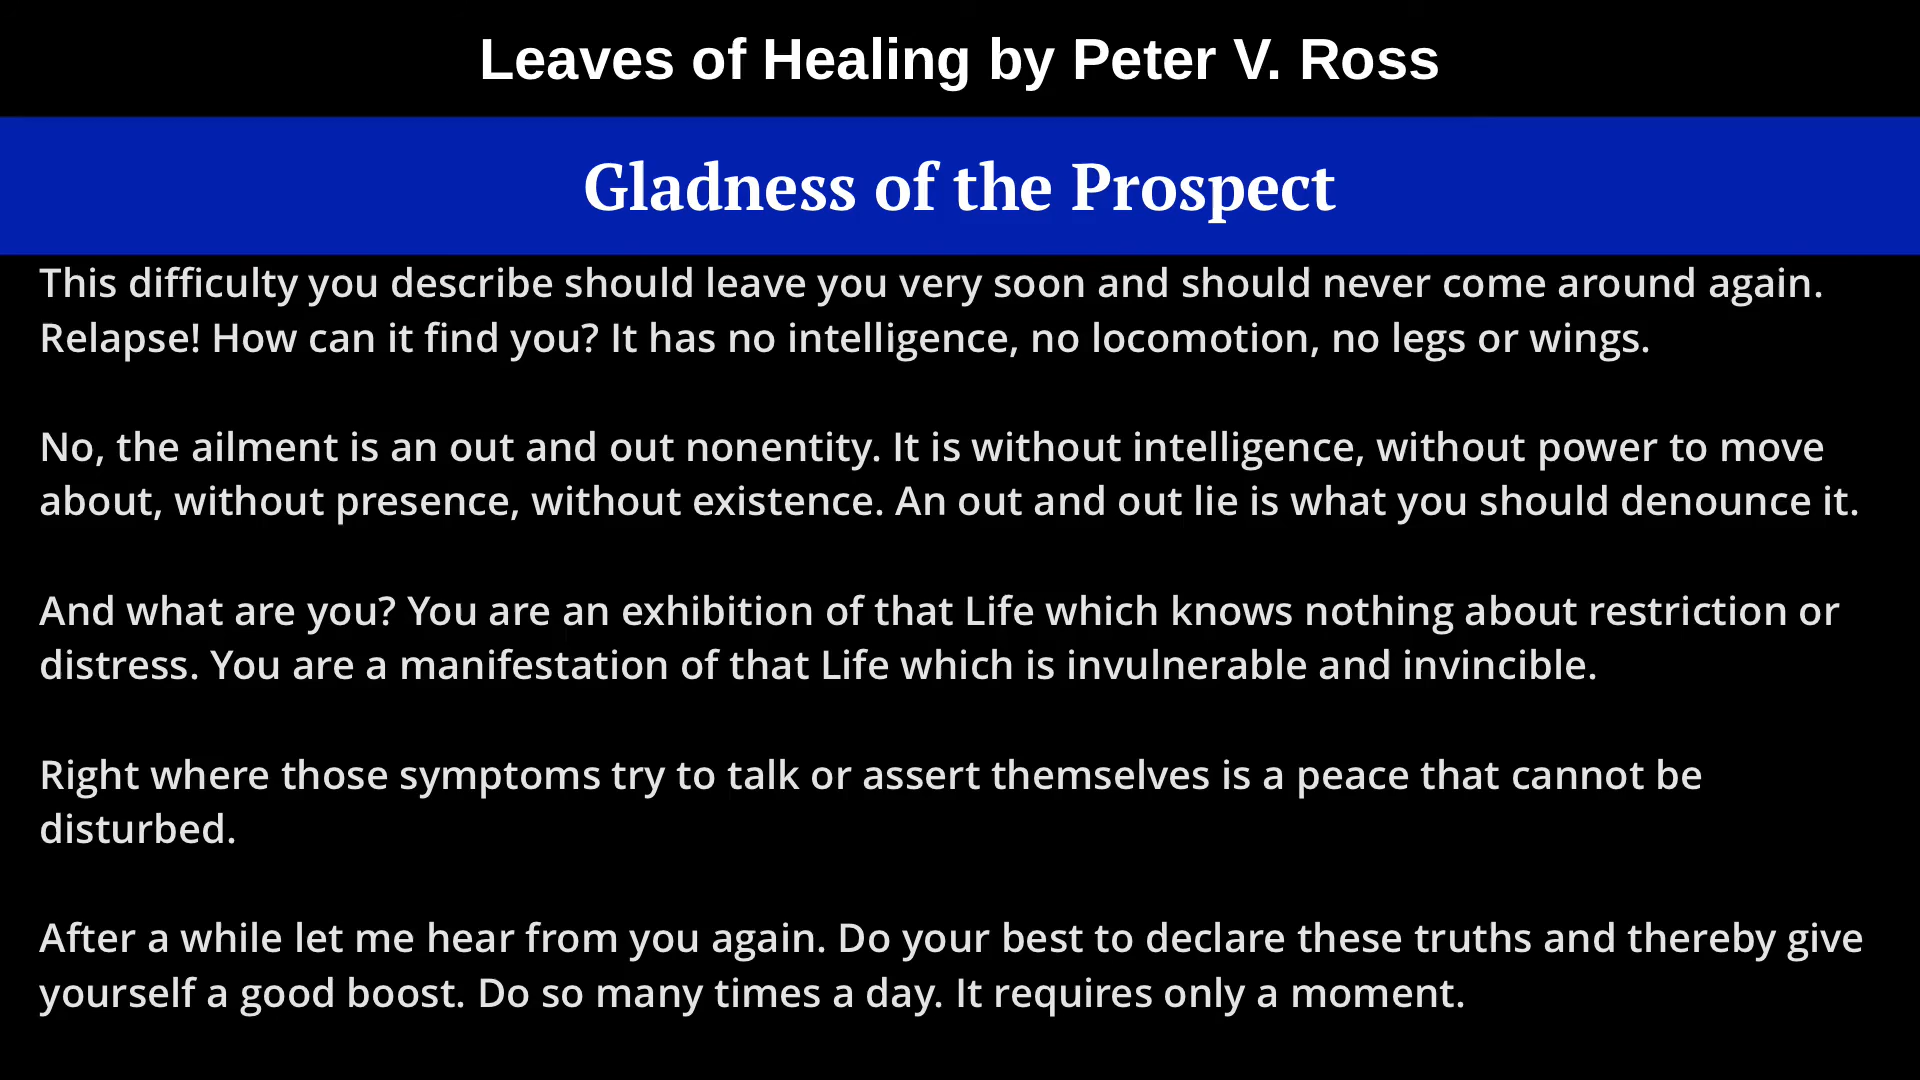 Leaves of Healing by Peter V. Ross
Gladness of the Prospect
This difficulty you describe should leave you very soon and should never come around again.
Relapse! How can it find you? It has no intelligence, no locomotion, no legs or wings.
No, the ailment is an out and out nonentity. It is without intelligence, without power to move
about, without presence, without existence. An out and out lie is what you should denounce it.
And what are you? You are an exhibition of that Life which knows nothing about restriction or
distress. You are a manifestation of that Life which is invulnerable and invincible.
Right where those symptoms try to talk or assert themselves is a peace that cannot be
disturbed.
After a while let me hear from you again. Do your best to declare these truths and thereby give
yourself a good boost. Do so many times a day. It requires only a moment.